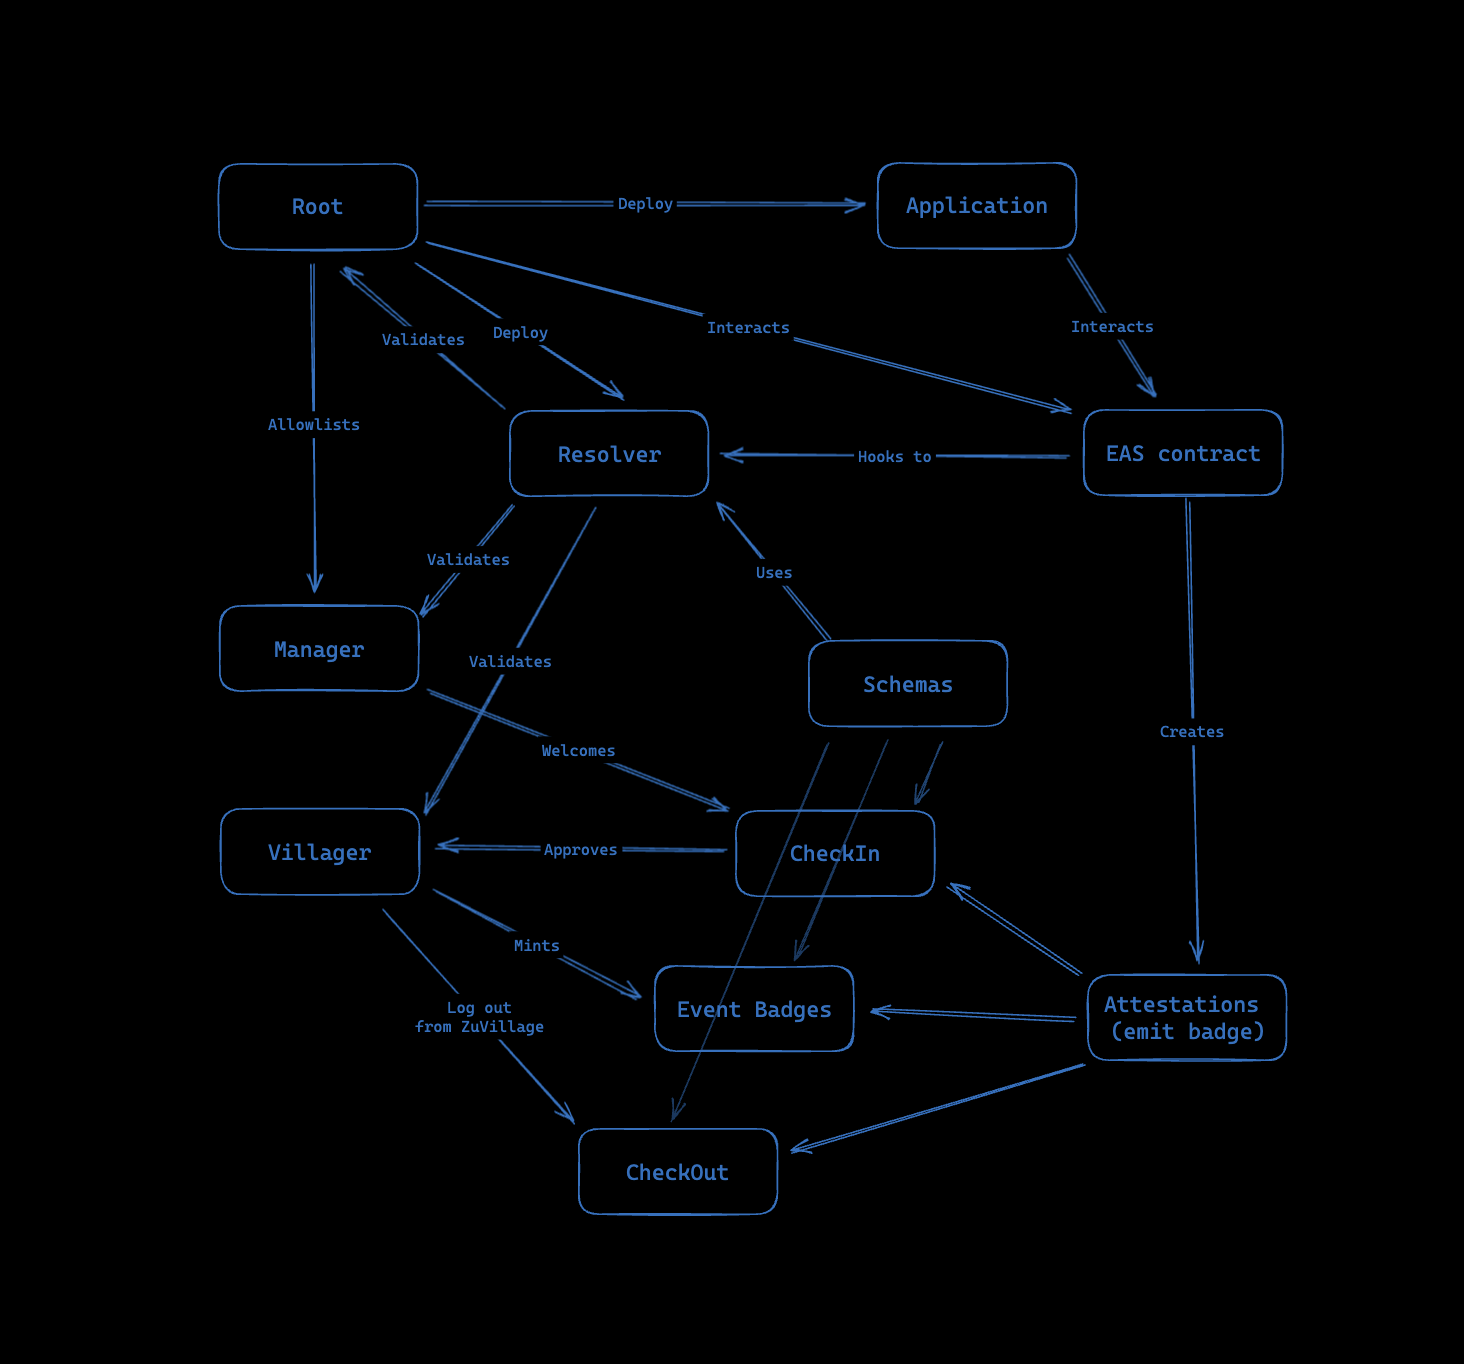 Root
Deploy
Application
Validates
Deploy
Interacts
Interacts
Allowlists
Resolver
Hooks to
EAS contract
Validates
Uses
Manager
Validates
Schemas
Welcomes
Creates
Villager
Approves
CheckIn
Mints
Log out
from ZuVillage
Event Badges
Attestations
(emit badge)
CheckOut